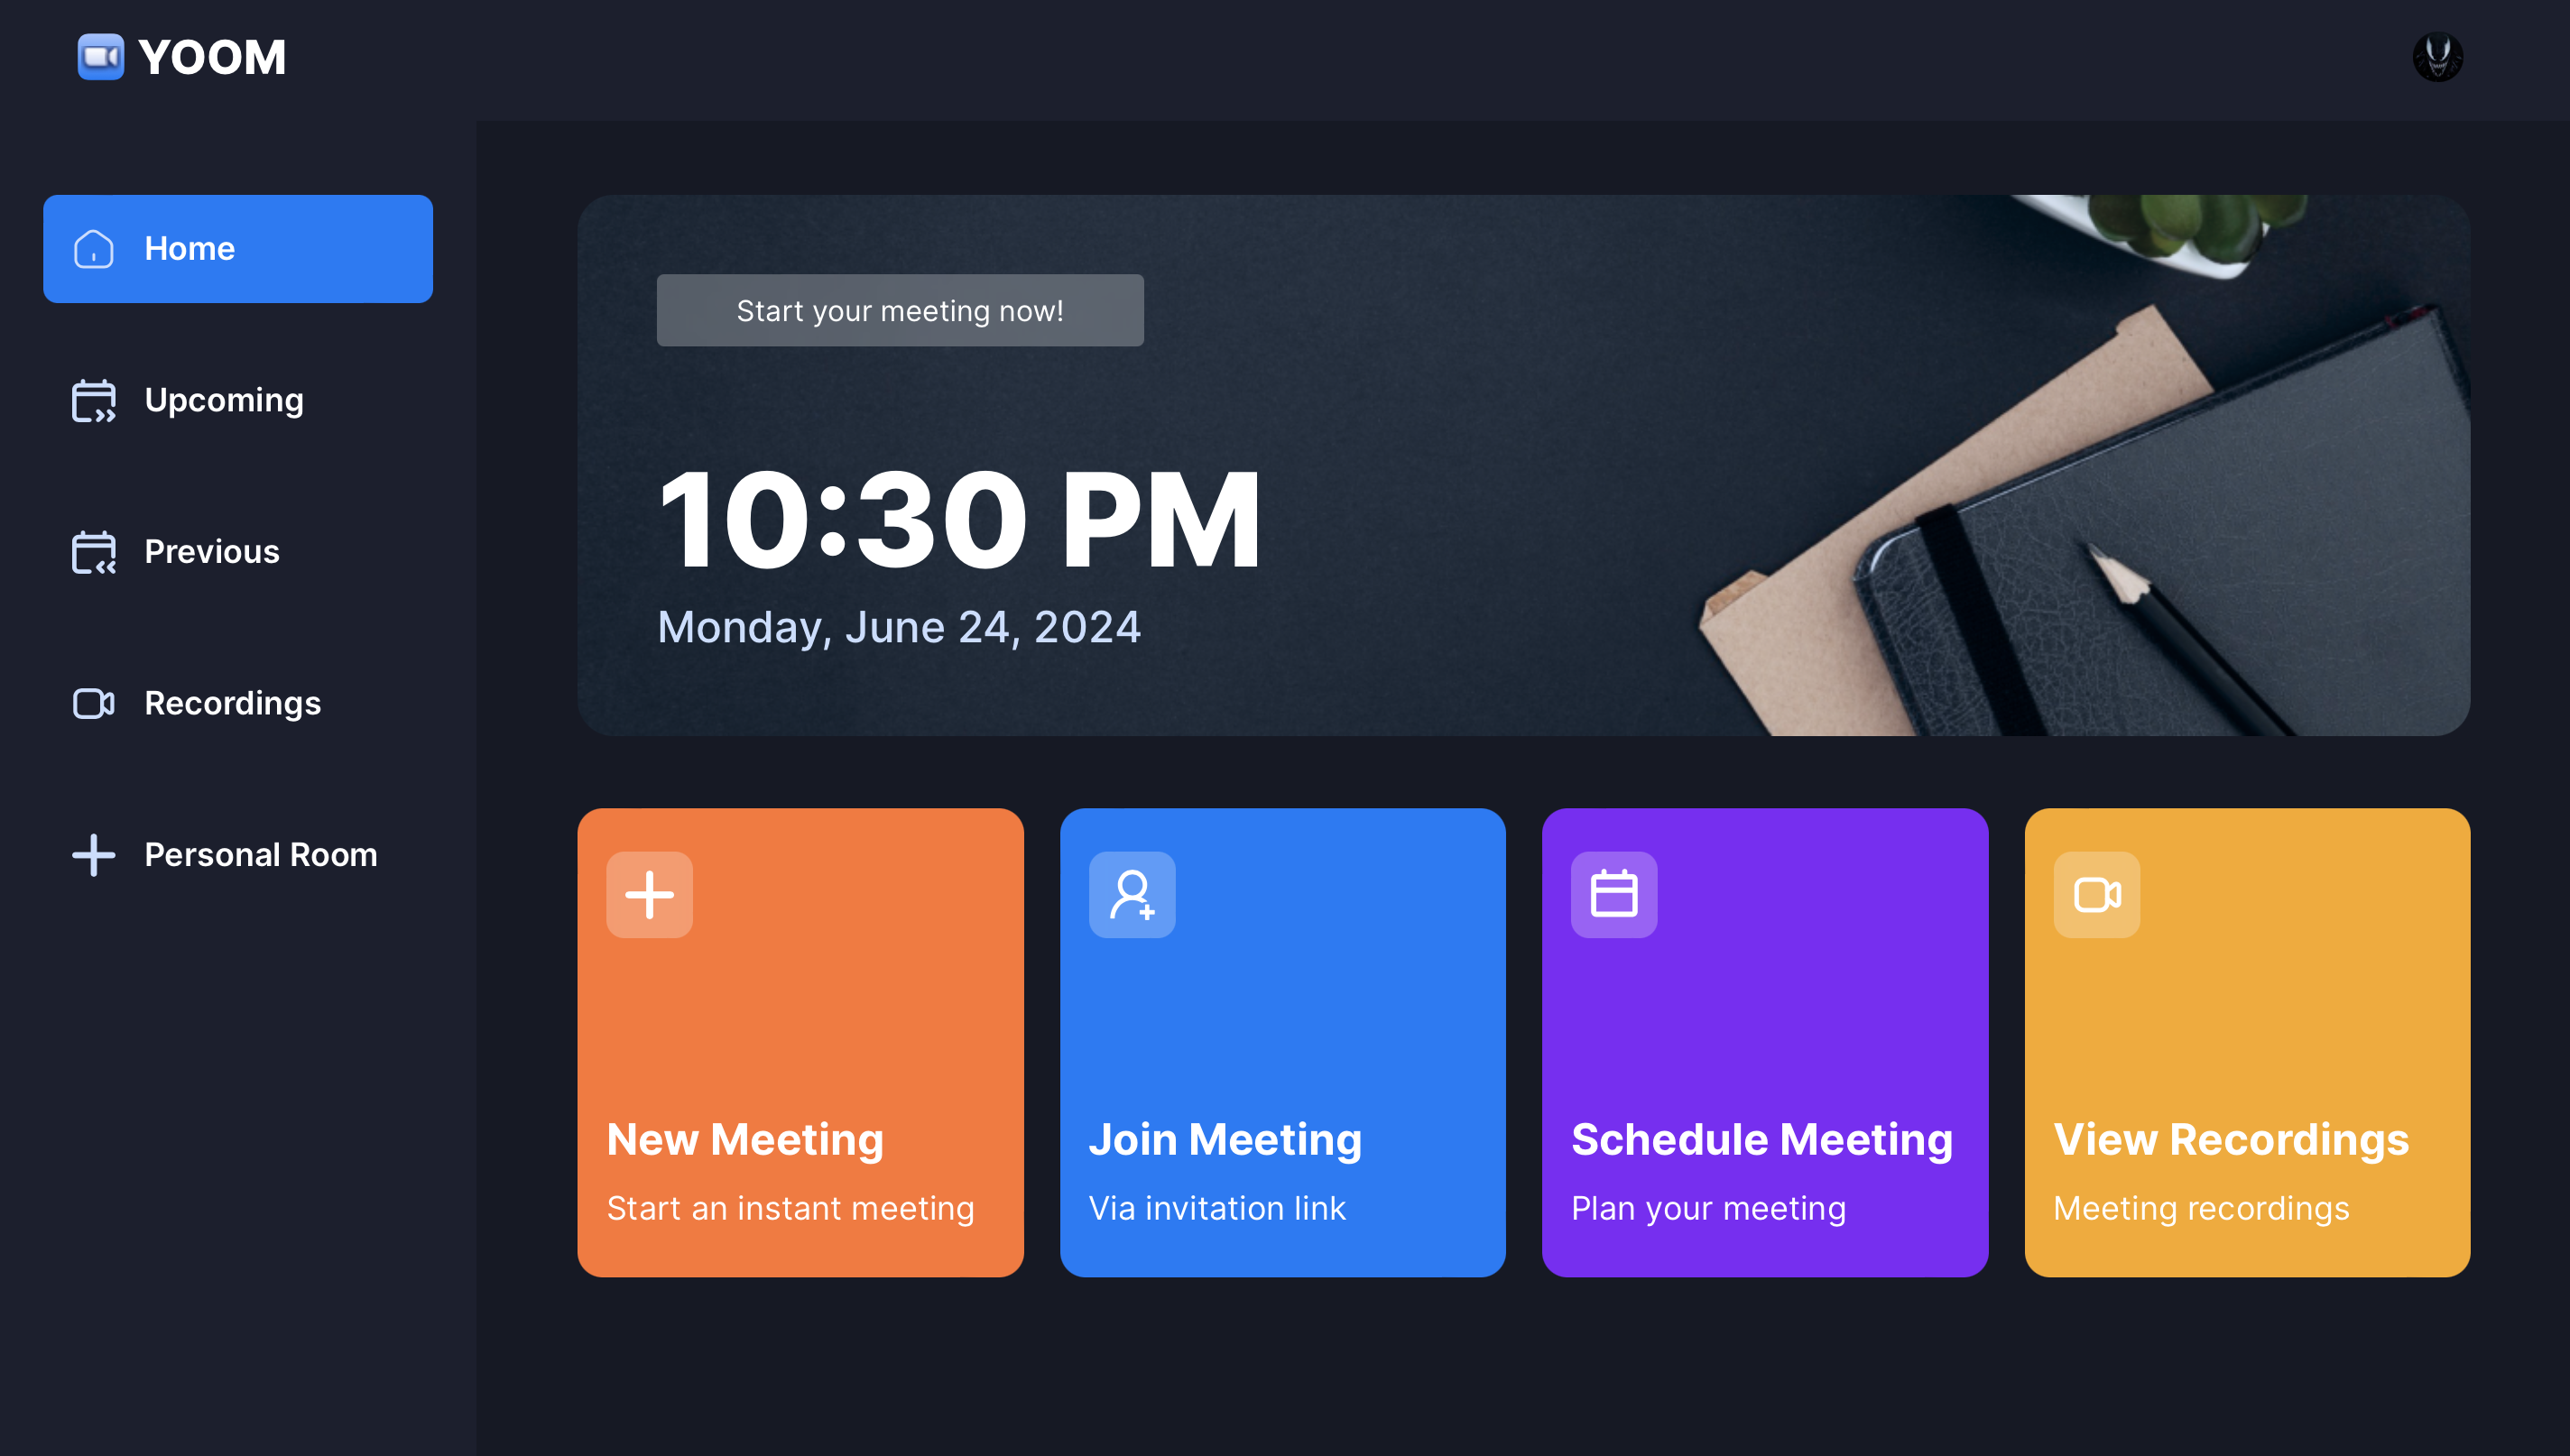 YOOM
Home
Upcoming
Previous
Recordings
Personal Room
Start your meeting now!
10:30 PM
Monday, June 24, 2024
New Meeting
Start an instant meeting
Join Meeting
Via invitation link
Schedule Meeting
Plan your meeting
View Recordings
Meeting recordings